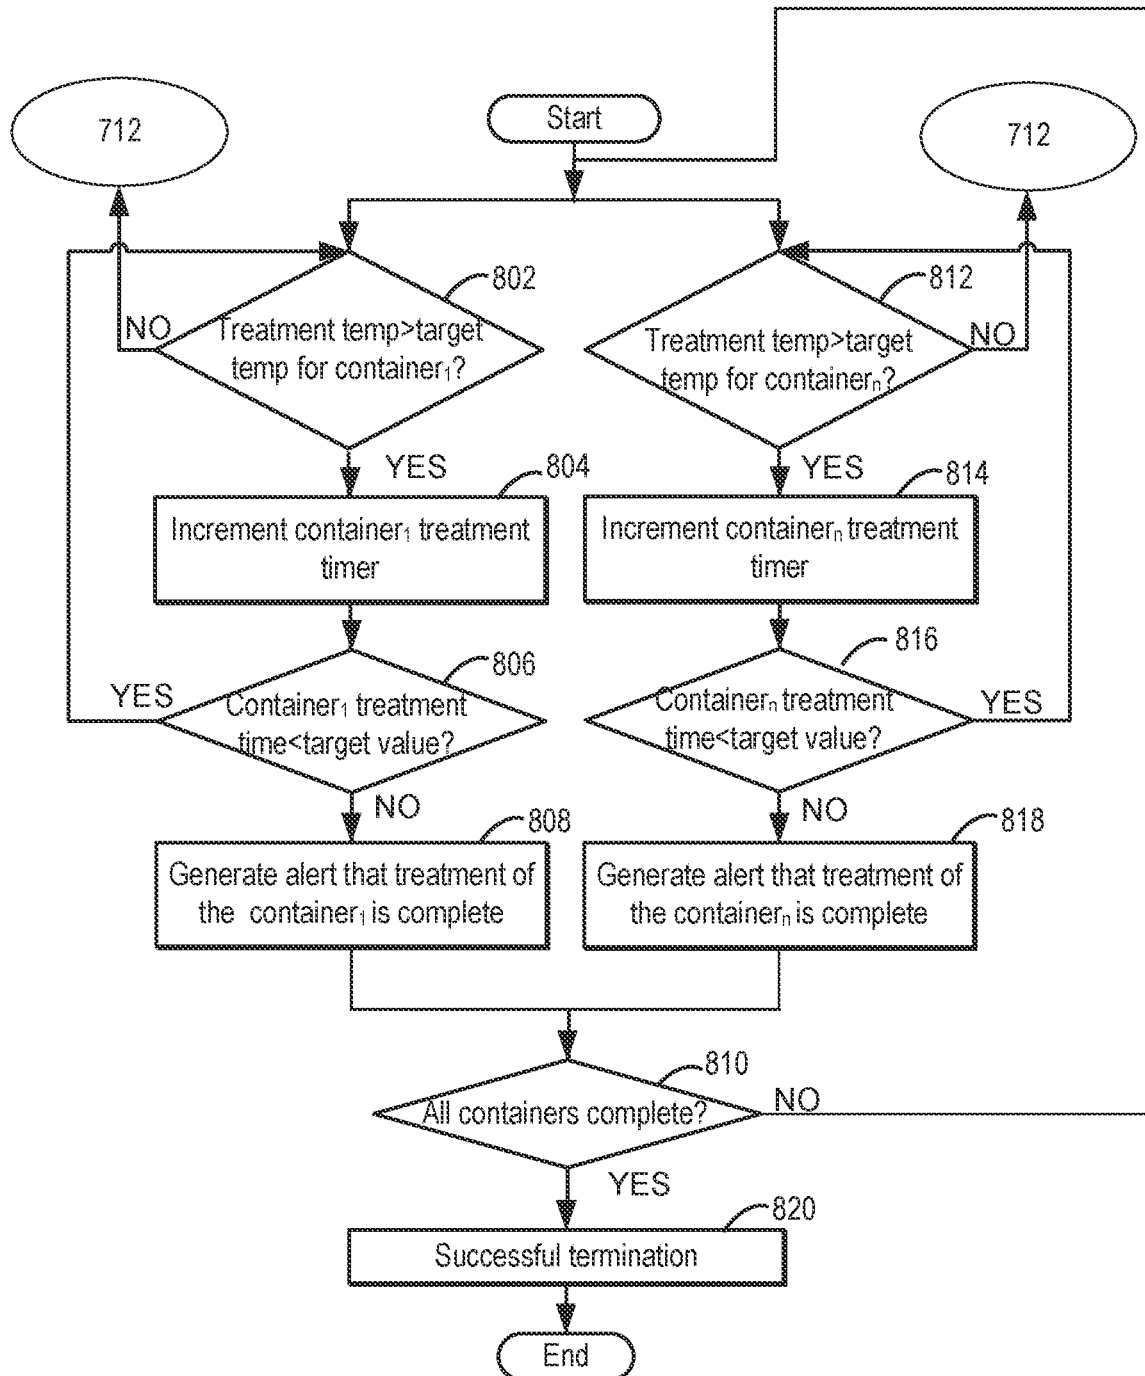 Start
712
712
802
Treatment temp>target
temp for container₁?
NO
YES
812
Treatment temp>target
temp for containerₙ?
NO
YES
804
Increment container₁ treatment
timer
814
Increment containerₙ treatment
timer
806
Container₁ treatment
time<target value?
YES
NO
816
Containerₙ treatment
time<target value?
YES
NO
808
Generate alert that treatment of
the container₁ is complete
818
Generate alert that treatment of
the containerₙ is complete
810
All containers complete?
NO
YES
820
Successful termination
End